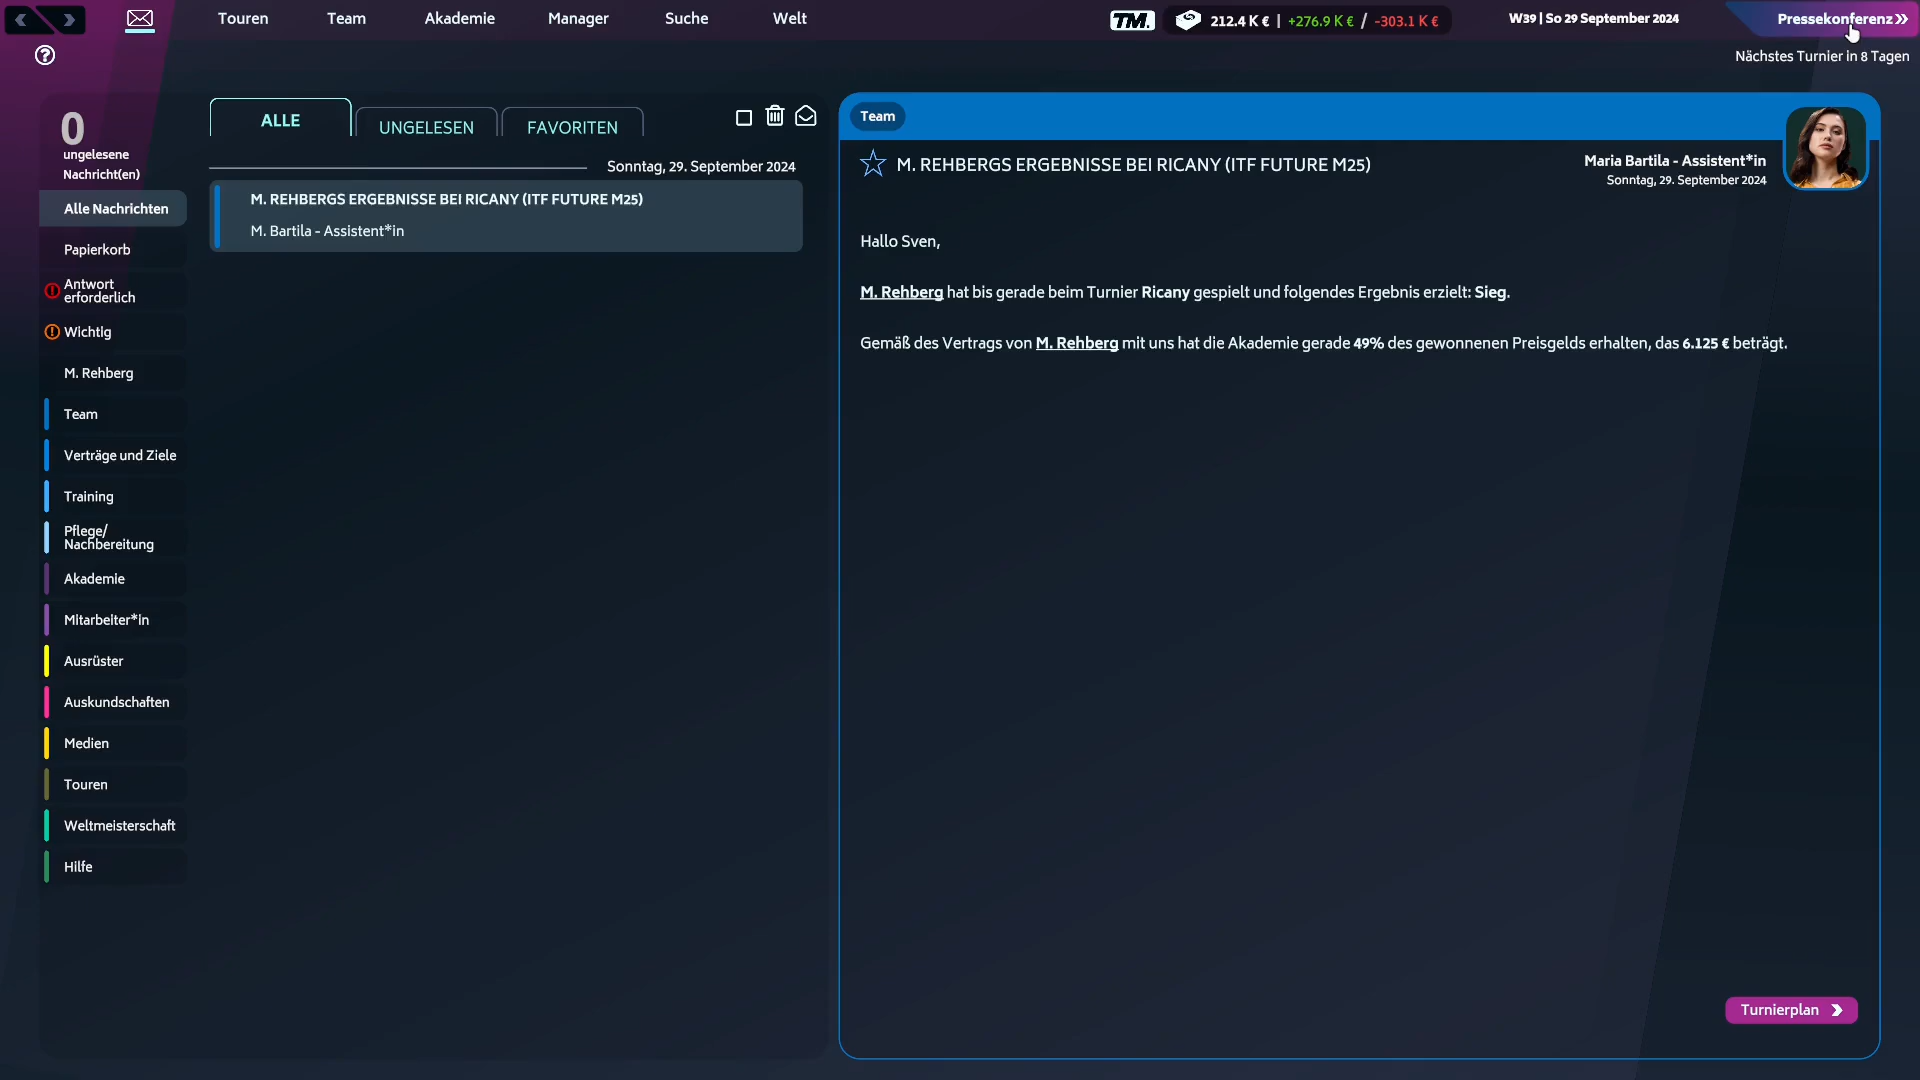 Touren
Team
Akademie
Manager
Suche
Welt
TM.
212.4 K € | +276.9 K € / -303.1 K €
W39 | So 29 September 2024
Pressekonferenz
Nächstes Turnier in 8 Tagen
0
ungelesene
Nachricht(en)
Alle Nachrichten
Papierkorb
Antwort
erforderlich
Wichtig
M. Rehberg
Team
Verträge und Ziele
Training
Pflege/
Nachbereitung
Akademie
Mitarbeiter*in
Ausrüster
Auskundschaften
Medien
Touren
Weltmeisterschaft
Hilfe
ALLE
UNGELESEN
FAVORITEN
Sonntag, 29. September 2024
M. REHBERGS ERGEBNISSE BEI RICANY (ITF FUTURE M25)
M. Bartila - Assistent*in
Team
M. REHBERGS ERGEBNISSE BEI RICANY (ITF FUTURE M25)
Maria Bartila - Assistent*in
Sonntag, 29. September 2024
Hallo Sven,
M. Rehberg hat bis gerade beim Turnier Ricany gespielt und folgendes Ergebnis erzielt: Sieg.
Gemäß des Vertrags von M. Rehberg mit uns hat die Akademie gerade 49% des gewonnenen Preisgelds erhalten, das 6.125 € beträgt.
Turnierplan